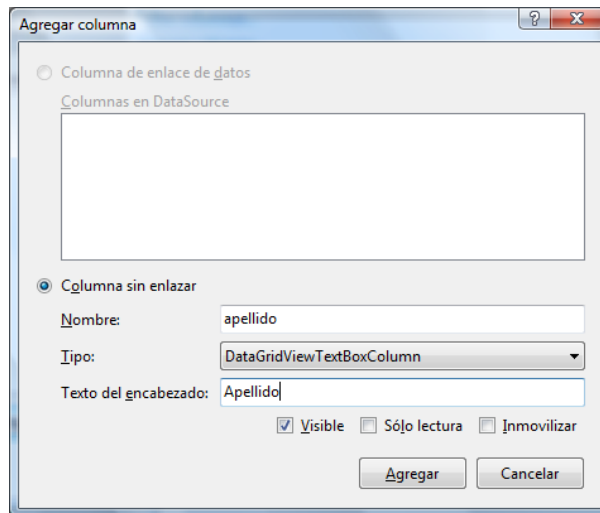 Agregar columna
Columna de enlace de datos
Columnas en DataSource
Columna sin enlazar
Nombre: apellido
Tipo: DataGridViewTextBoxColumn
Texto del encabezado: Apellido
Visible Sólo lectura Inmovilizar
Agregar Cancelar